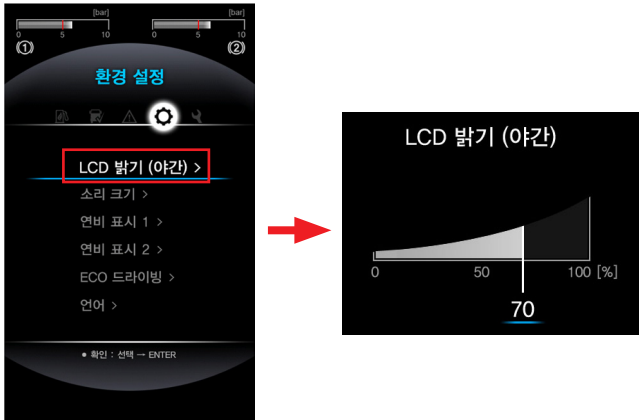 [bar] [bar]
0 5 10 0 5 10
(1) (2)
환경 설정
LCD 밝기 (야간) >
소리 크기 >
연비 표시 1 >
연비 표시 2 >
ECO 드라이빙 >
언어 >
● 확인 : 선택 → ENTER
LCD 밝기 (야간)
0 50 100 [%]
70